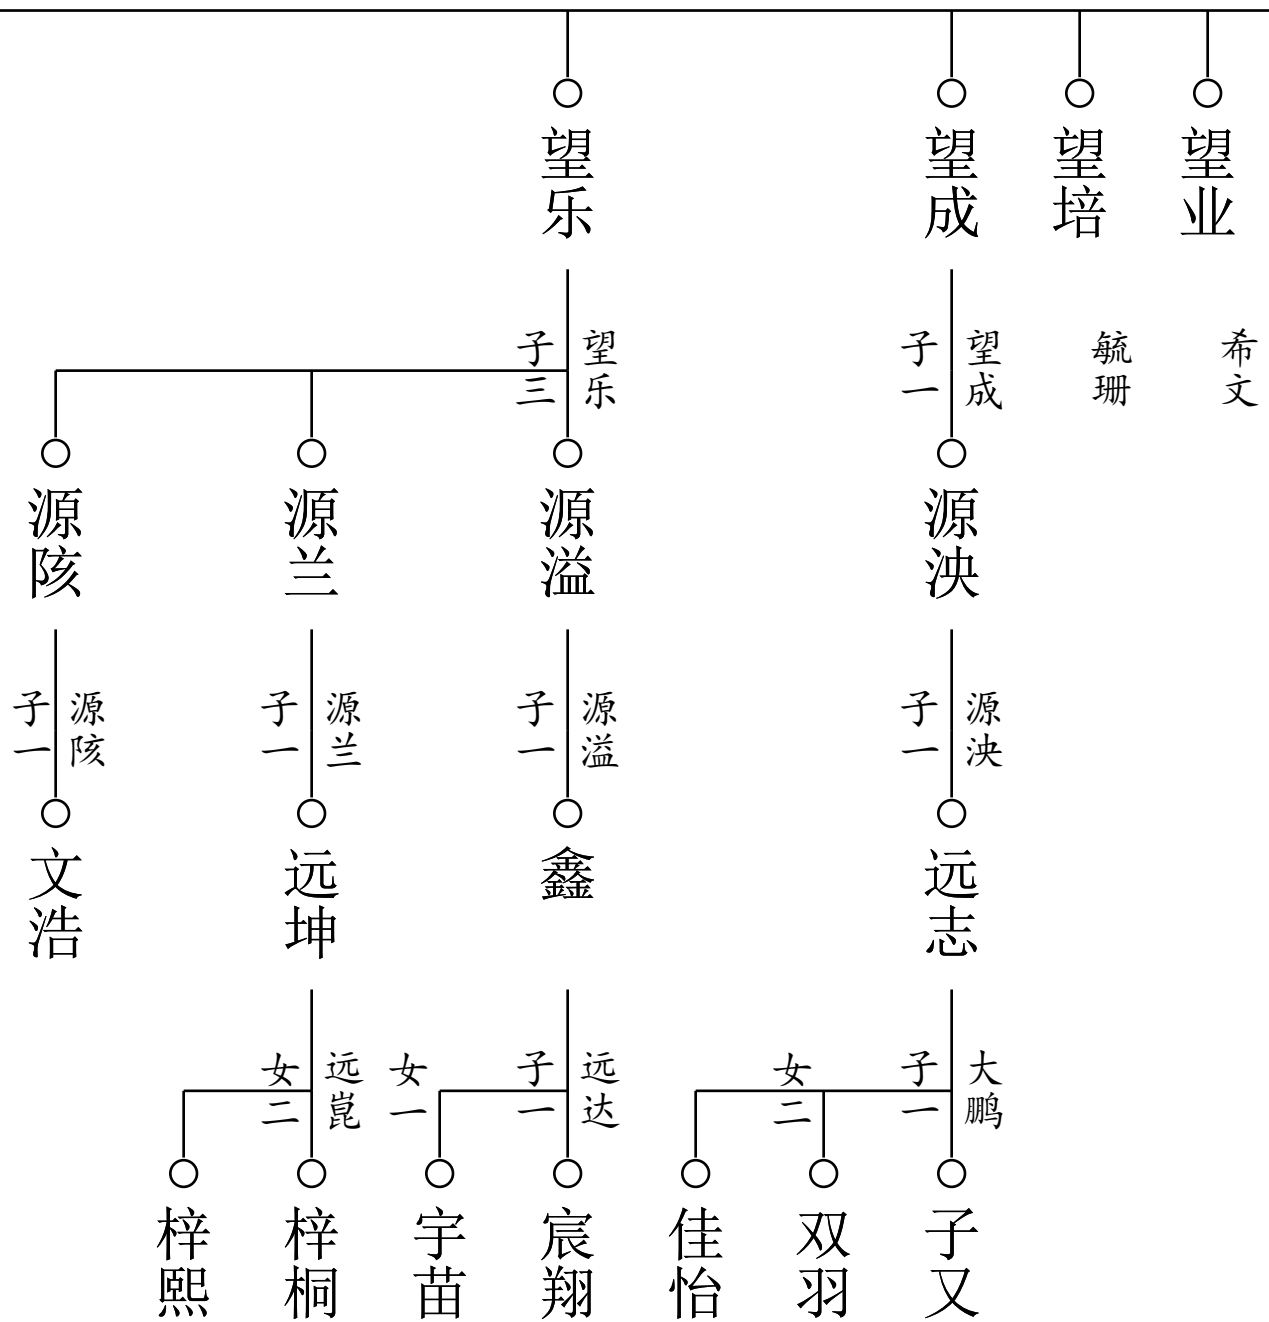 望业
望培
望成
望乐
希文
毓珊
望成
子一
望乐
子三
源泱
源溢
源兰
源陔
源泱
子一
源溢
子一
源兰
子一
源陔
子一
远志
鑫
远坤
文浩
大鹏
子一
女二
远达
子一
女一
远崑
女二
子又
双羽
佳怡
宸翔
宇苗
梓桐
梓熙